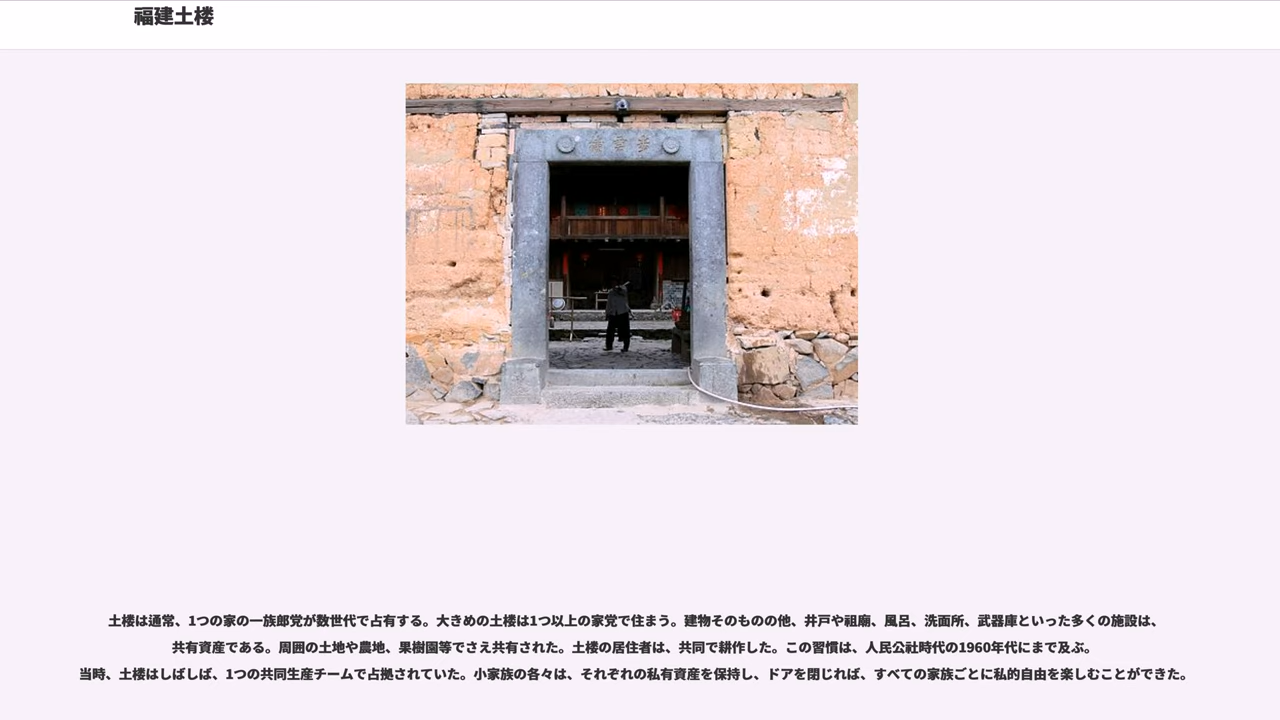 福建土楼
土楼は通常、1つの家の一族郎党が数世代で占有する。大きめの土楼は1つ以上の家党で住まう。建物そのものの他、井戸や祖廟、風呂、洗面所、武器庫といった多くの施設は、
共有資産である。周囲の土地や農地、果樹園等でさえ共有された。土楼の居住者は、共同で耕作した。この習慣は、人民公社時代の1960年代にまで及ぶ。
当時、土楼はしばしば、1つの共同生産チームで占拠されていた。小家族の各々は、それぞれの私有資産を保持し、ドアを閉じれば、すべての家族ごとに私的自由を楽しむことができた。